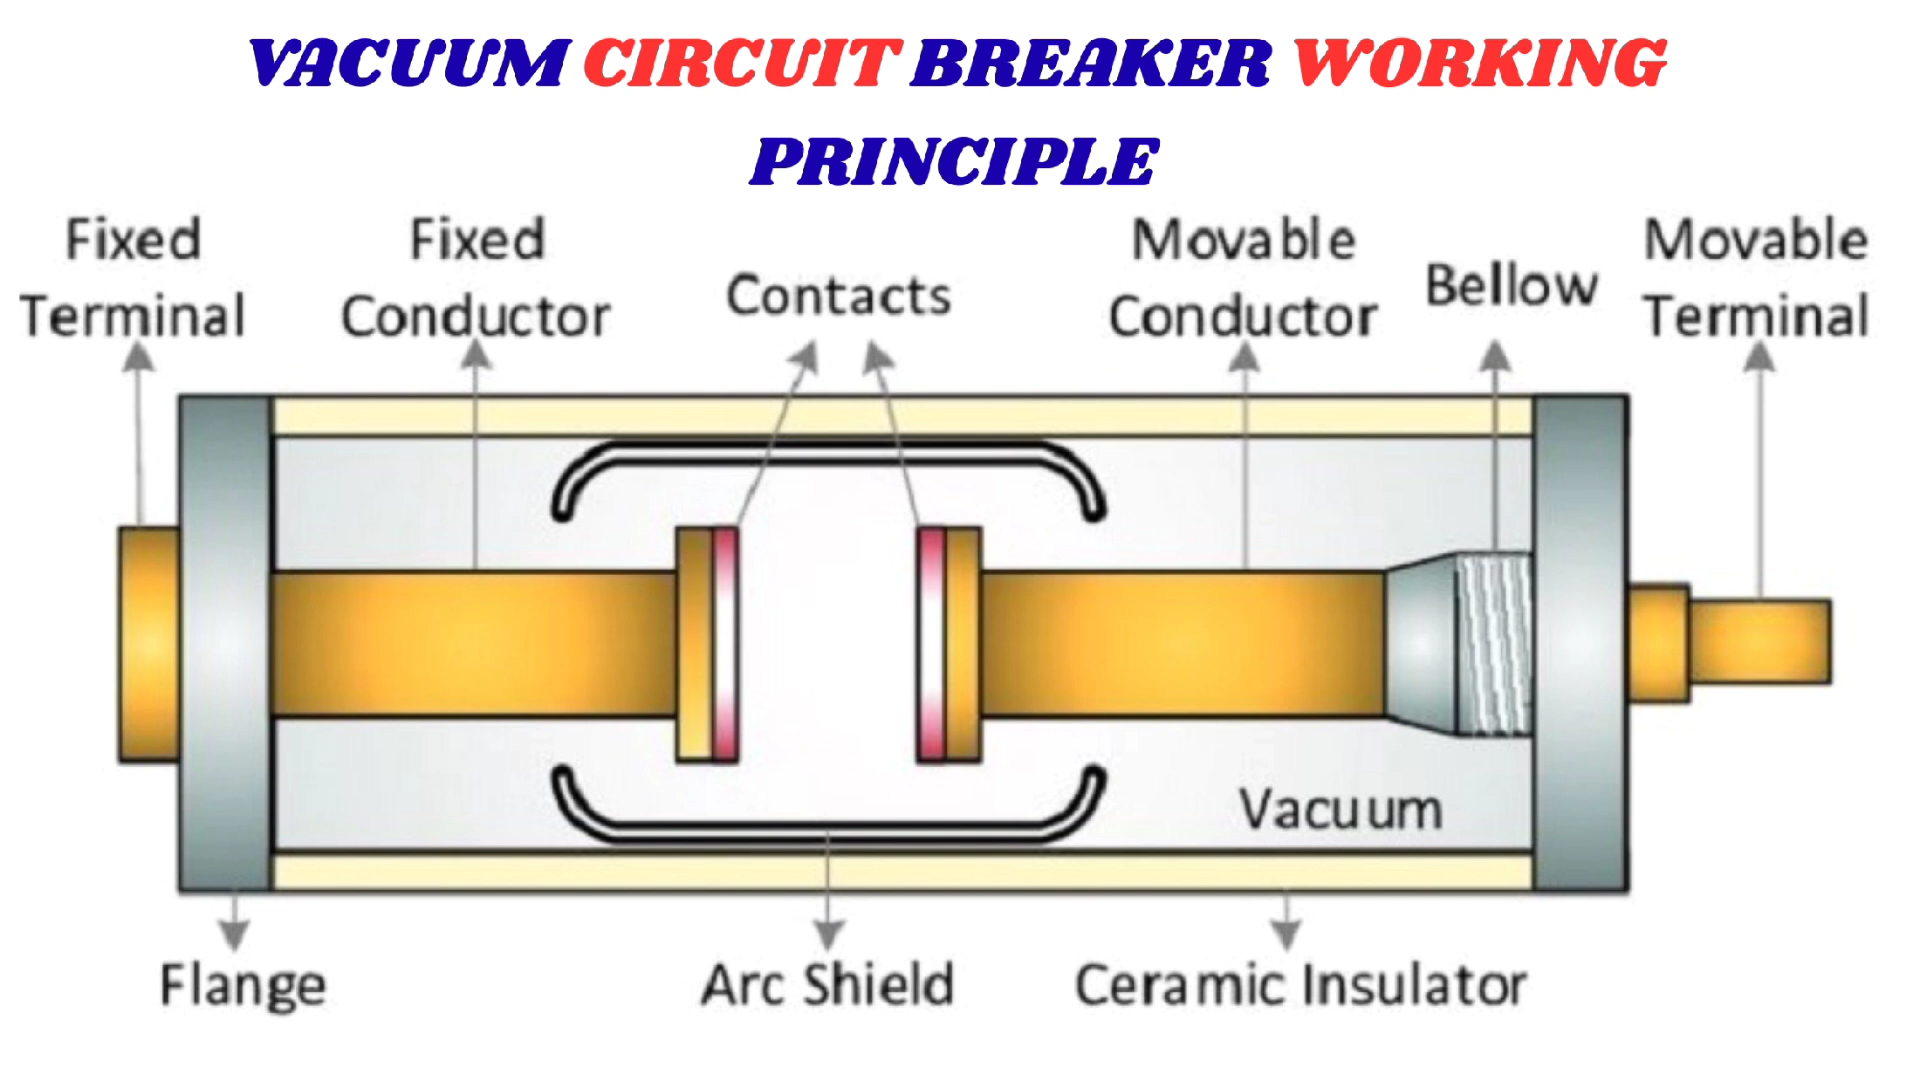 VACUUM CIRCUIT BREAKER WORKING
PRINCIPLE
Fixed
Terminal
Fixed
Conductor
Contacts
Movable
Conductor
Bellow
Movable
Terminal
Vacuum
Flange
Arc Shield
Ceramic Insulator